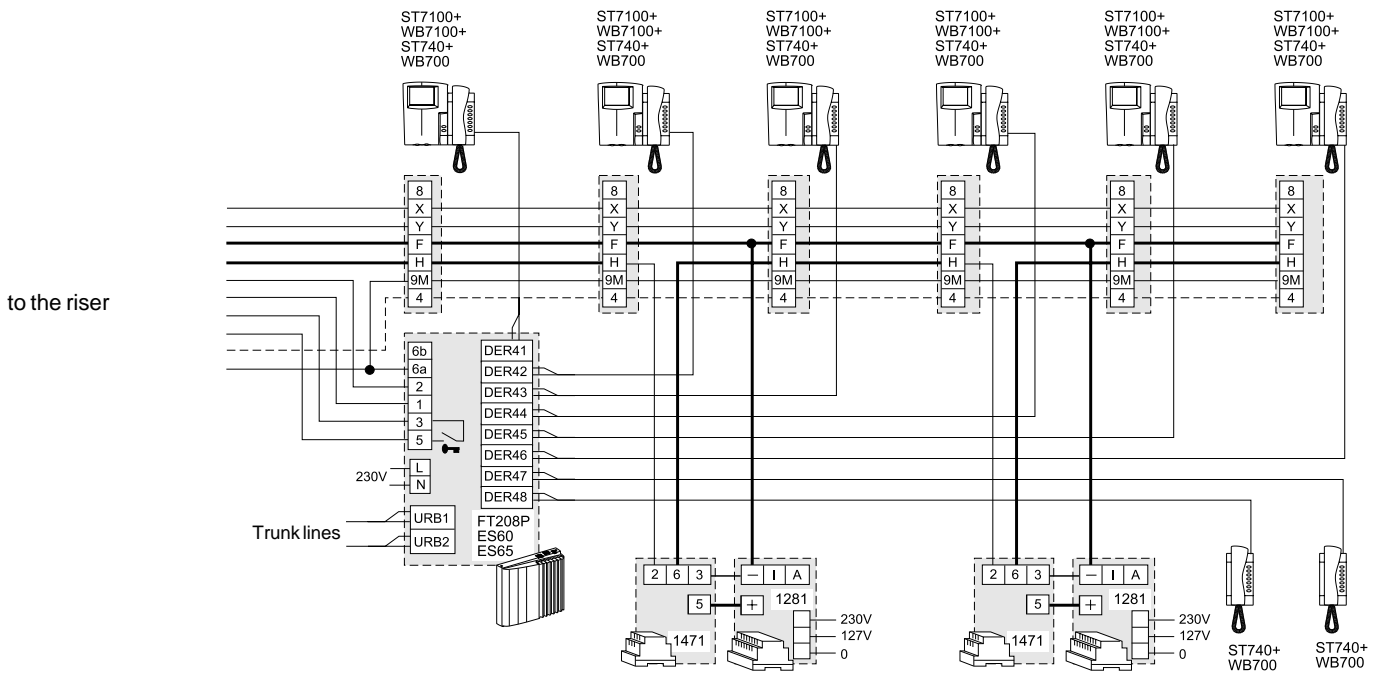 ST7100+
WB7100+
ST740+
WB700
ST7100+
WB7100+
ST740+
WB700
ST7100+
WB7100+
ST740+
WB700
ST7100+
WB7100+
ST740+
WB700
ST7100+
WB7100+
ST740+
WB700
ST7100+
WB7100+
ST740+
WB700
8
X
Y
F
H
9M
4
8
X
Y
F
H
9M
4
8
X
Y
F
H
9M
4
8
X
Y
F
H
9M
4
8
X
Y
F
H
9M
4
8
X
Y
F
H
9M
4
to the riser
6b
6a
2
1
3
5
230V
L
N
Trunk lines
URB1
URB2
DER41
DER42
DER43
DER44
DER45
DER46
DER47
DER48
FT208P
ES60
ES65
2 6 3
5
1471
– I A
+
1281
230V
127V
0
2 6 3
5
1471
– I A
+
1281
230V
127V
0
ST740+
WB700
ST740+
WB700